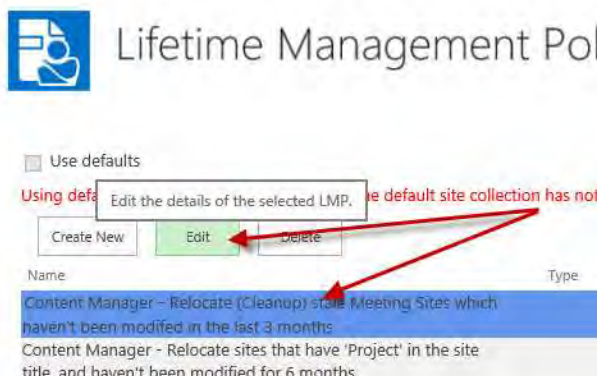 Lifetime Management Pol
Use defaults
Using defa
Edit the details of the selected LMP.
e default site collection has not
Create New
Edit
Delete
Name
Type
Content Manager – Relocate (Cleanup) stale Meeting Sites which
haven't been modifed in the last 3 months
Content Manager - Relocate sites that have 'Project' in the site
title, and haven't been modified for 6 months